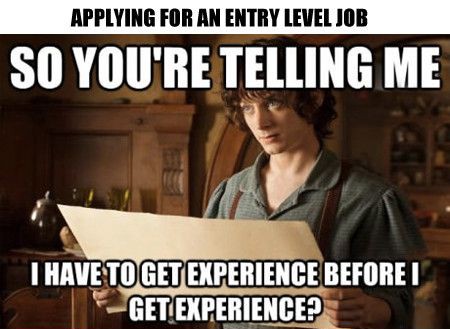 APPLYING FOR AN ENTRY LEVEL JOB
SO YOU'RE TELLING ME
I HAVE TO GET EXPERIENCE BEFORE I
GET EXPERIENCE?